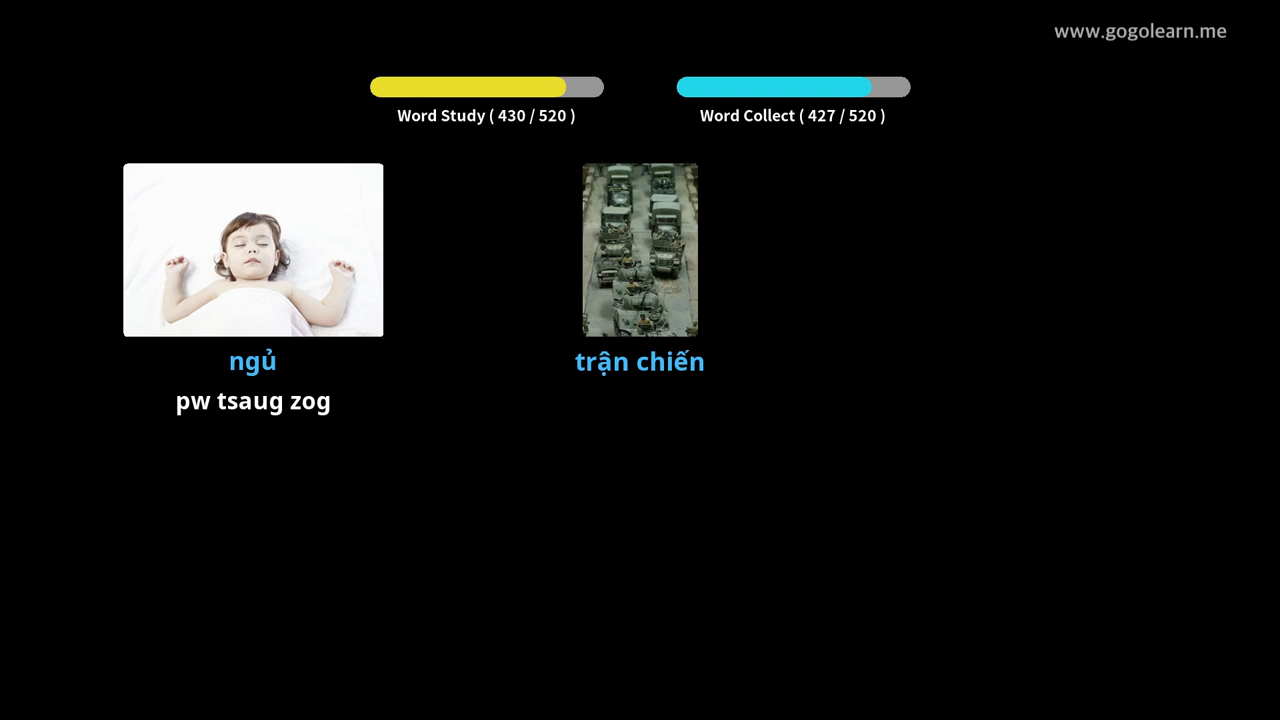 www.gogolearn.me
Word Study ( 430 / 520 )
Word Collect ( 427 / 520 )
ngủ
trận chiến
pw tsaug zog